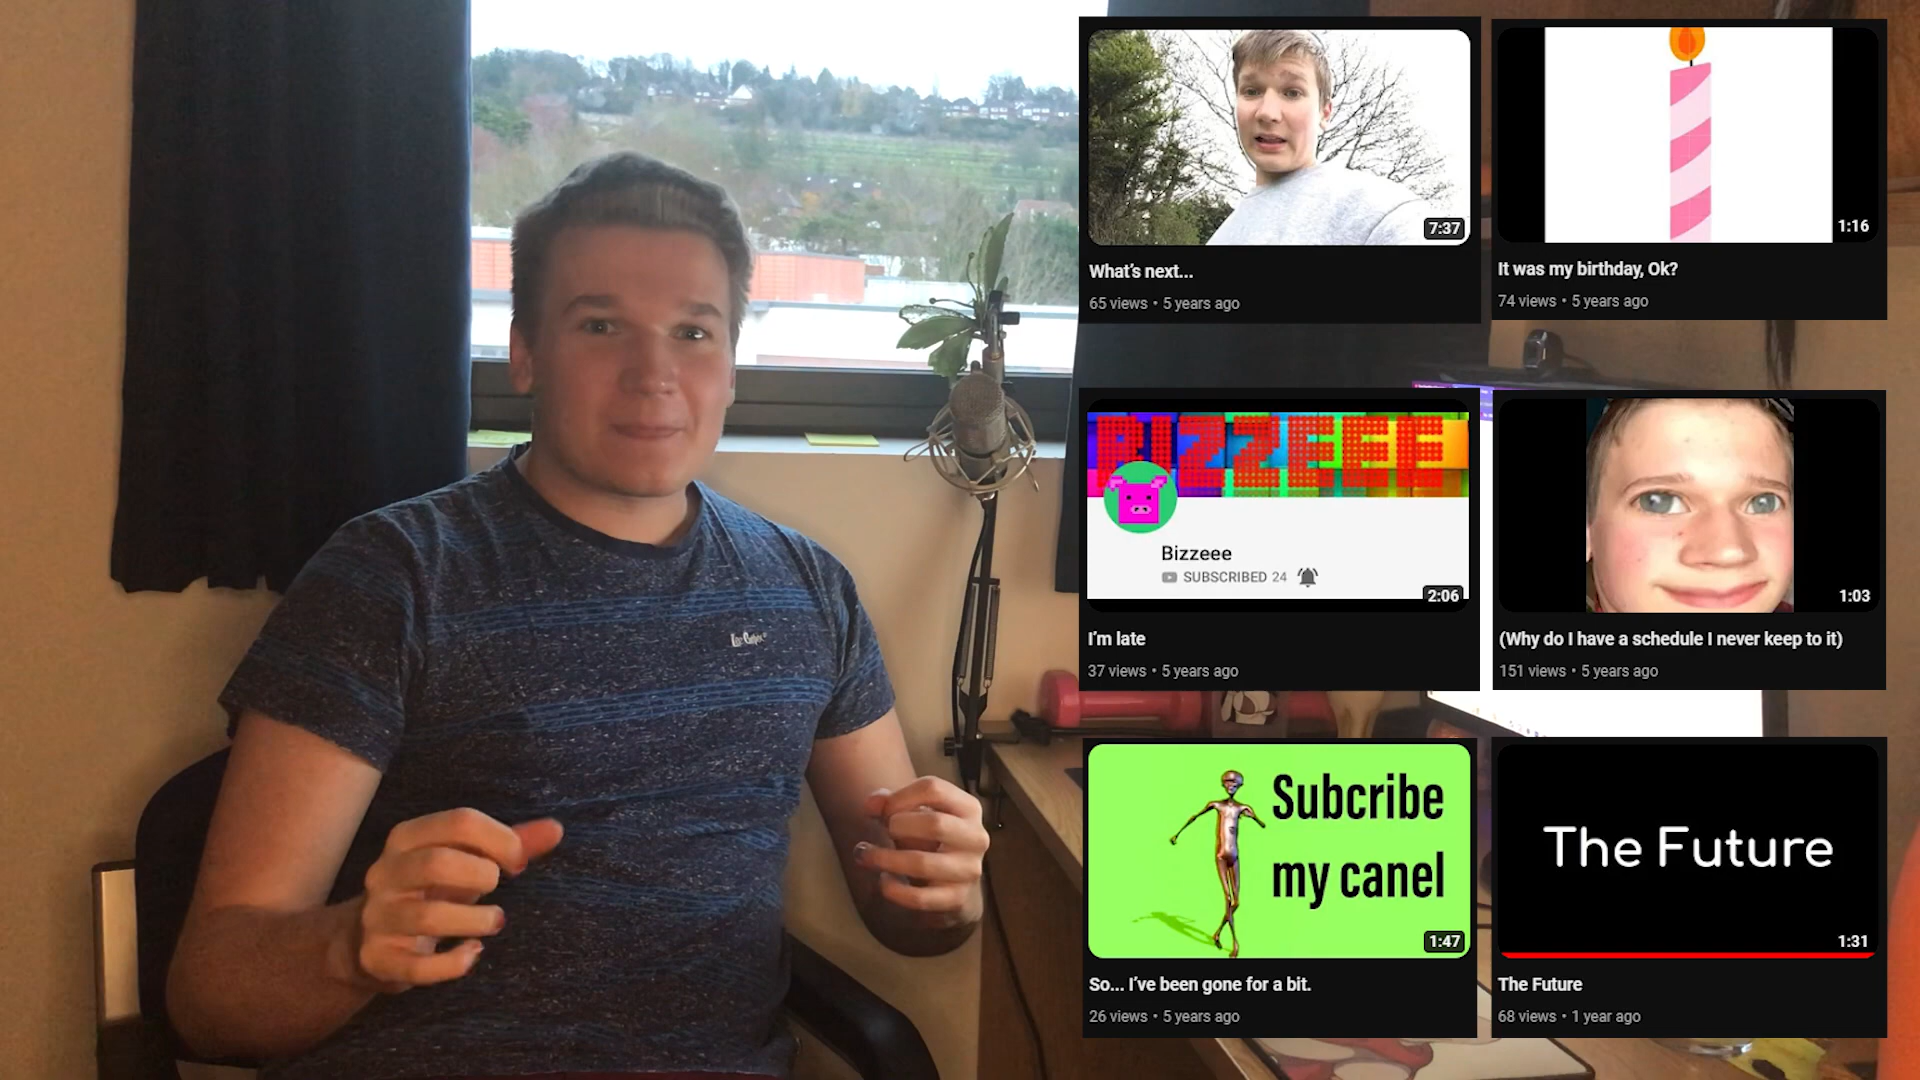 7:37
What's next...
65 views • 5 years ago
1:16
It was my birthday, Ok?
74 views • 5 years ago
BIZZEEE
Bizzeee
SUBSCRIBED 24
2:06
I'm late
37 views • 5 years ago
1:03
(Why do I have a schedule I never keep to it)
151 views • 5 years ago
Subcribe
my canel
1:47
So... I've been gone for a bit.
26 views • 5 years ago
The Future
1:31
The Future
68 views • 1 year ago
Lee Cooper